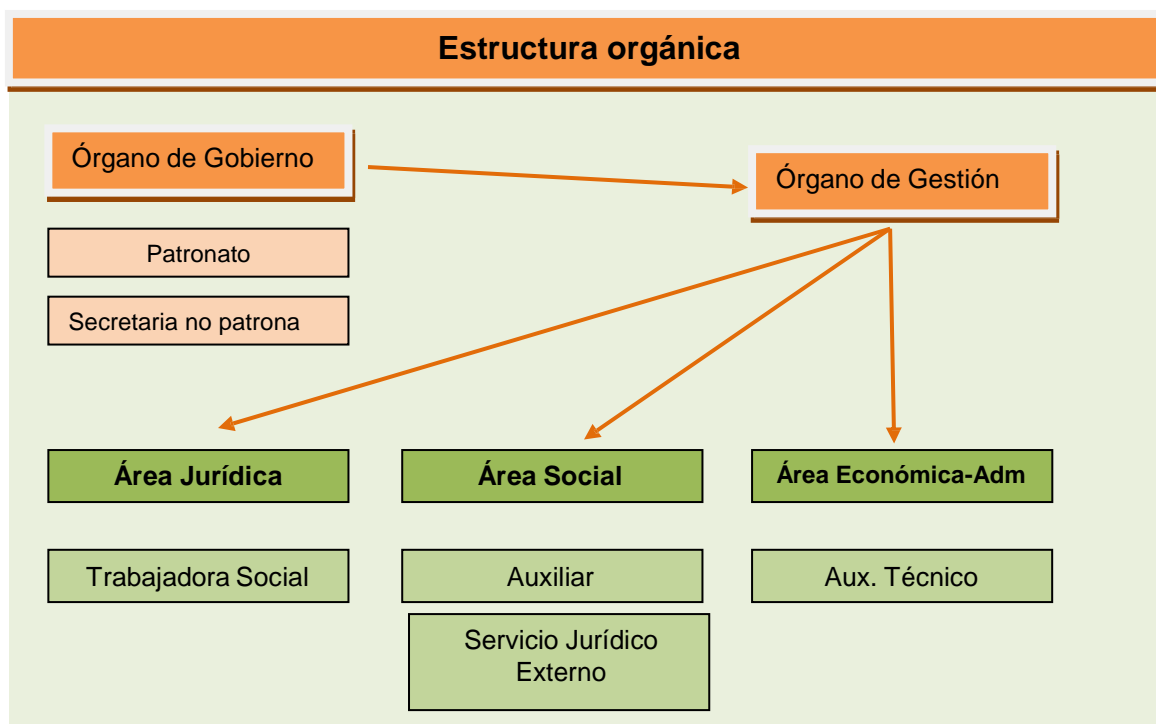 Estructura orgánica
Órgano de Gobierno
Órgano de Gestión
Patronato
Secretaria no patrona
Área Jurídica
Área Social
Área Económica-Adm
Trabajadora Social
Auxiliar
Aux. Técnico
Servicio Jurídico
Externo